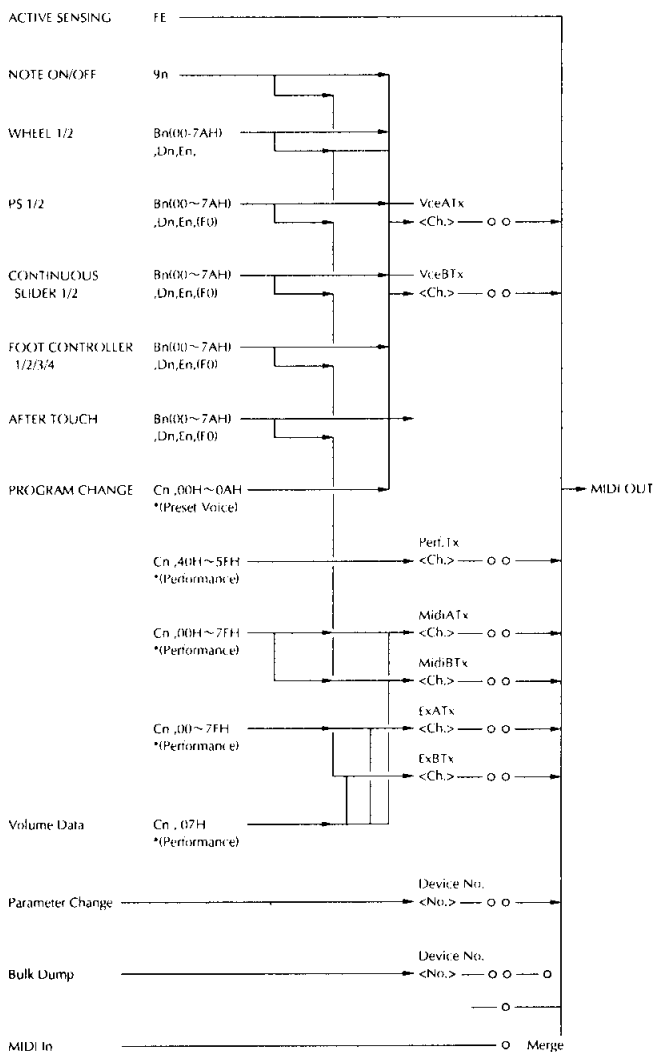 ACTIVE SENSING FE
NOTE ON/OFF 9n
WHEEL 1/2 Bn(00-7AH)
,Dn,En,
PS 1/2 Bn(00~7AH) VceATx
,Dn,En,(F0) <Ch.>
CONTINUOUS Bn(00~7AH) VceBTx
SLIDER 1/2 ,Dn,En,(F0) <Ch.>
FOOT CONTROLLER Bn(00~7AH)
1/2/3/4 ,Dn,En,(F0)
AFTER TOUCH Bn(00~7AH)
,Dn,En,(F0)
PROGRAM CHANGE Cn ,00H~0AH MIDI OUT
*(Preset Voice)
Perf.Tx
Cn ,40H~5FH <Ch.>
*(Performance)
MidiATx
Cn ,00H~7FH <Ch.>
*(Performance)
MidiBTx
<Ch.>
ExATx
Cn ,00~7FH <Ch.>
*(Performance)
ExBTx
<Ch.>
Volume Data Cn , 07H
*(Performance)
Device No.
Parameter Change <No.>
Device No.
Bulk Dump <No.>
MIDI In Merge